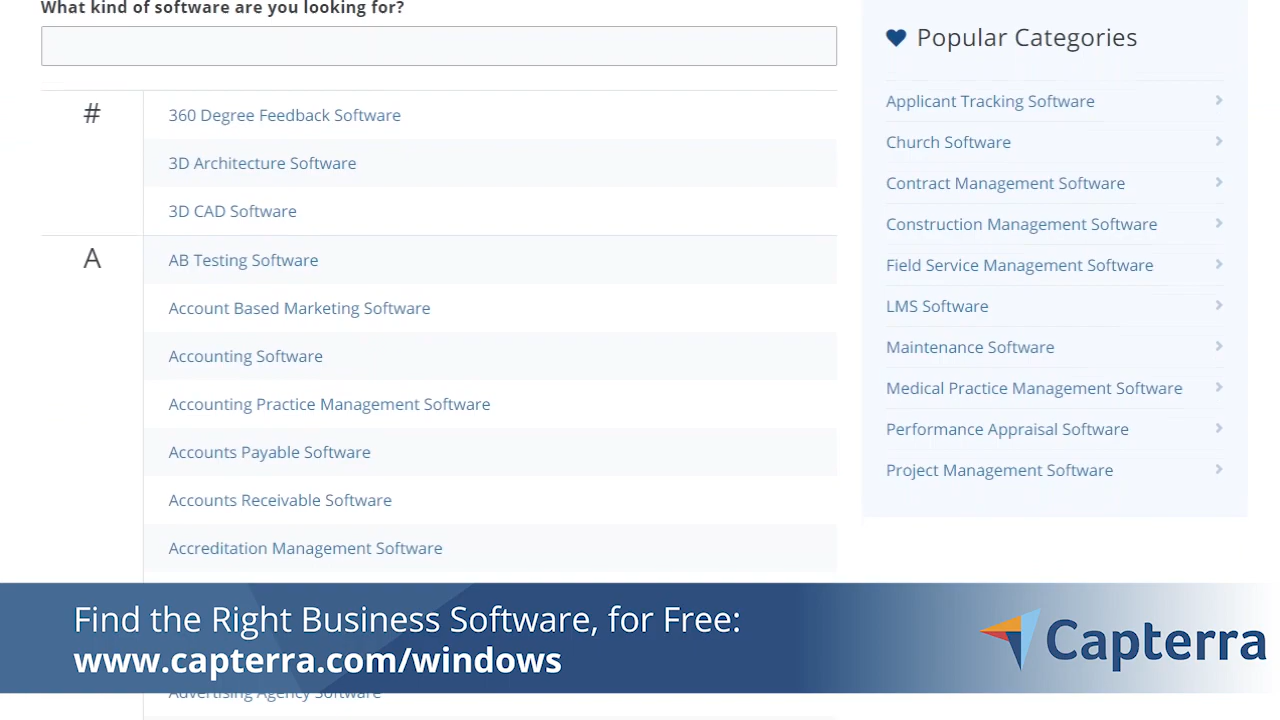 What kind of software are you looking for?
#
360 Degree Feedback Software
3D Architecture Software
3D CAD Software
A
AB Testing Software
Account Based Marketing Software
Accounting Software
Accounting Practice Management Software
Accounts Payable Software
Accounts Receivable Software
Accreditation Management Software
Advertising Agency Software
Popular Categories
Applicant Tracking Software
Church Software
Contract Management Software
Construction Management Software
Field Service Management Software
LMS Software
Maintenance Software
Medical Practice Management Software
Performance Appraisal Software
Project Management Software
Find the Right Business Software, for Free:
www.capterra.com/windows
Capterra